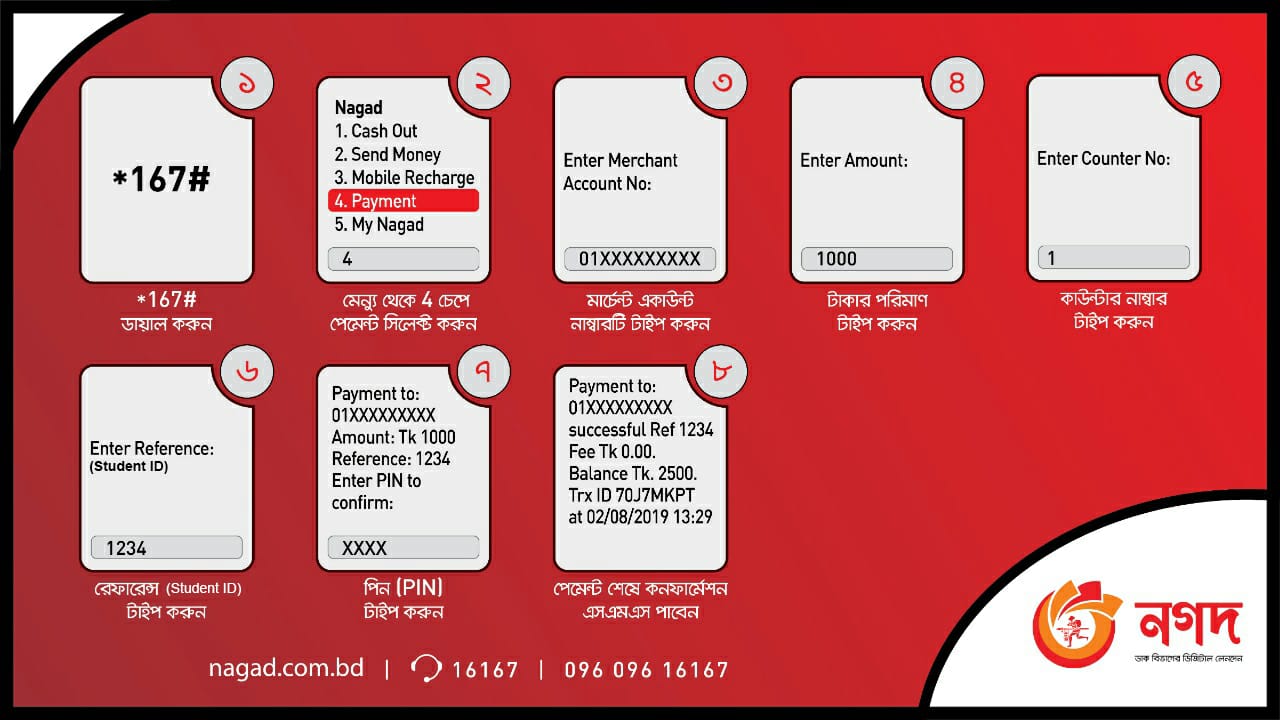 ১
*167#
*167#
ডায়াল করুন
২
Nagad
1. Cash Out
2. Send Money
3. Mobile Recharge
4. Payment
5. My Nagad
4
মেন্যু থেকে 4 চেপে
পেমেন্ট সিলেক্ট করুন
৩
Enter Merchant
Account No:
01XXXXXXXXX
মার্চেন্ট একাউন্ট
নাম্বারটি টাইপ করুন
৪
Enter Amount:
1000
টাকার পরিমাণ
টাইপ করুন
৫
Enter Counter No:
1
কাউন্টার নাম্বার
টাইপ করুন
৬
Enter Reference:
(Student ID)
1234
রেফারেন্স (Student ID)
টাইপ করুন
৭
Payment to:
01XXXXXXXXX
Amount: Tk 1000
Reference: 1234
Enter PIN to
confirm:
XXXX
পিন (PIN)
টাইপ করুন
৮
Payment to:
01XXXXXXXXX
successful Ref 1234
Fee Tk 0.00.
Balance Tk. 2500.
Trx ID 70J7MKPT
at 02/08/2019 13:29
পেমেন্ট শেষে কনফার্মেশন
এসএমএস পাবেন
nagad.com.bd | 16167 | 096 096 16167
নগদ
ডাক বিভাগের ডিজিটাল লেনদেন